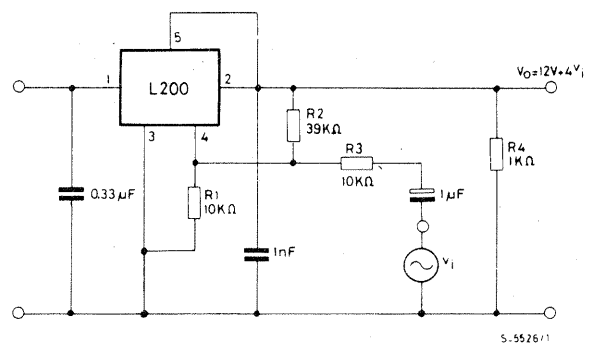 5
1
L200
2
Vo=12V+4vi
3
4
R2
39KΩ
R3
10KΩ
R4
1KΩ
0.33µF
R1
10KΩ
1µF
1nF
vi
S-5526/1